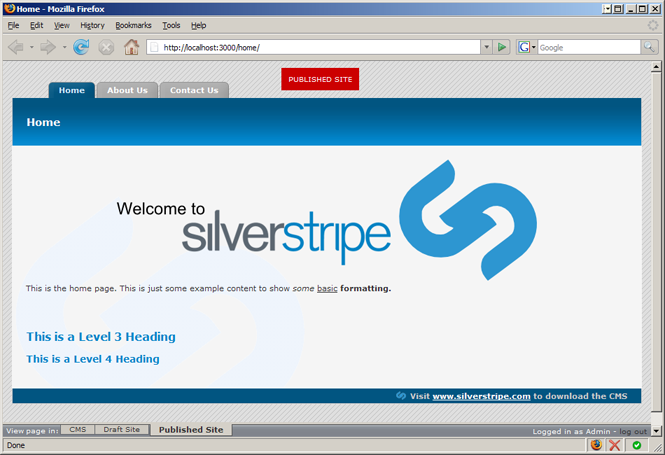 Home - Mozilla Firefox
File Edit View History Bookmarks Tools Help
http://localhost:3000/home/
G Google
PUBLISHED SITE
Home About Us Contact Us
Home
Welcome to
silverstripe
This is the home page. This is just some example content to show some basic formatting.
This is a Level 3 Heading
This is a Level 4 Heading
Visit www.silverstripe.com to download the CMS
View page in: CMS Draft Site Published Site Logged in as Admin - log out
Done